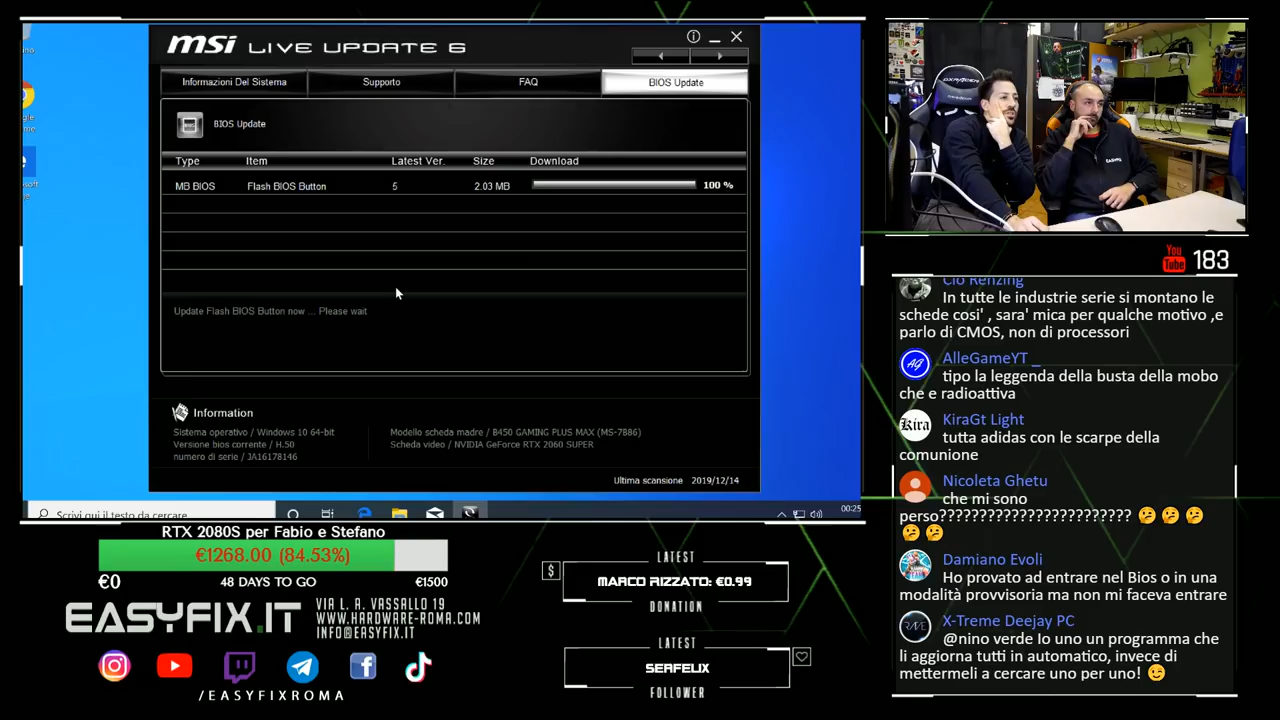 msi LIVE UPDATE 6
Informazioni Del Sistema
Supporto
FAQ
BIOS Update
BIOS Update
Type Item Latest Ver. Size Download
MB BIOS Flash BIOS Button 5 2.03 MB 100 %
Update Flash BIOS Button now ... Please wait
Information
Sistema operativo / Windows 10 64-bit
Versione bios corrente / H.50
numero di serie / JA16178146
Modello scheda madre / B450 GAMING PLUS MAX (MS-7B86)
Scheda video / NVIDIA GeForce RTX 2060 SUPER
Ultima scansione 2019/12/14
Scrivi qui il testo da cercare
00:25
RTX 2080S per Fabio e Stefano
€1268.00 (84.53%)
€0 48 DAYS TO GO €1500
EASYFIX.IT
VIA L. A. VASSALLO 19
WWW.HARDWARE-ROMA.COM
INFO@EASYFIX.IT
/EASYFIXROMA
LATEST
MARCO RIZZATO: €0.99
DONATION
LATEST
SERFELIX
FOLLOWER
You
Tube
183
Clo Renzing
In tutte le industrie serie si montano le
schede cosi' , sara' mica per qualche motivo ,e
parlo di CMOS, non di processori
AlleGameYT _
tipo la leggenda della busta della mobo
che e radioattiva
KiraGt Light
tutta adidas con le scarpe della
comunione
Nicoleta Ghetu
che mi sono
perso???????????????????????? 🤔 🤔 🤔
🤔 🤔
Damiano Evoli
Ho provato ad entrare nel Bios o in una
modalità provvisoria ma non mi faceva entrare
X-Treme Deejay PC
@nino verde Io uno un programma che
li aggiorna tutti in automatico, invece di
mettermeli a cercare uno per uno! 😉